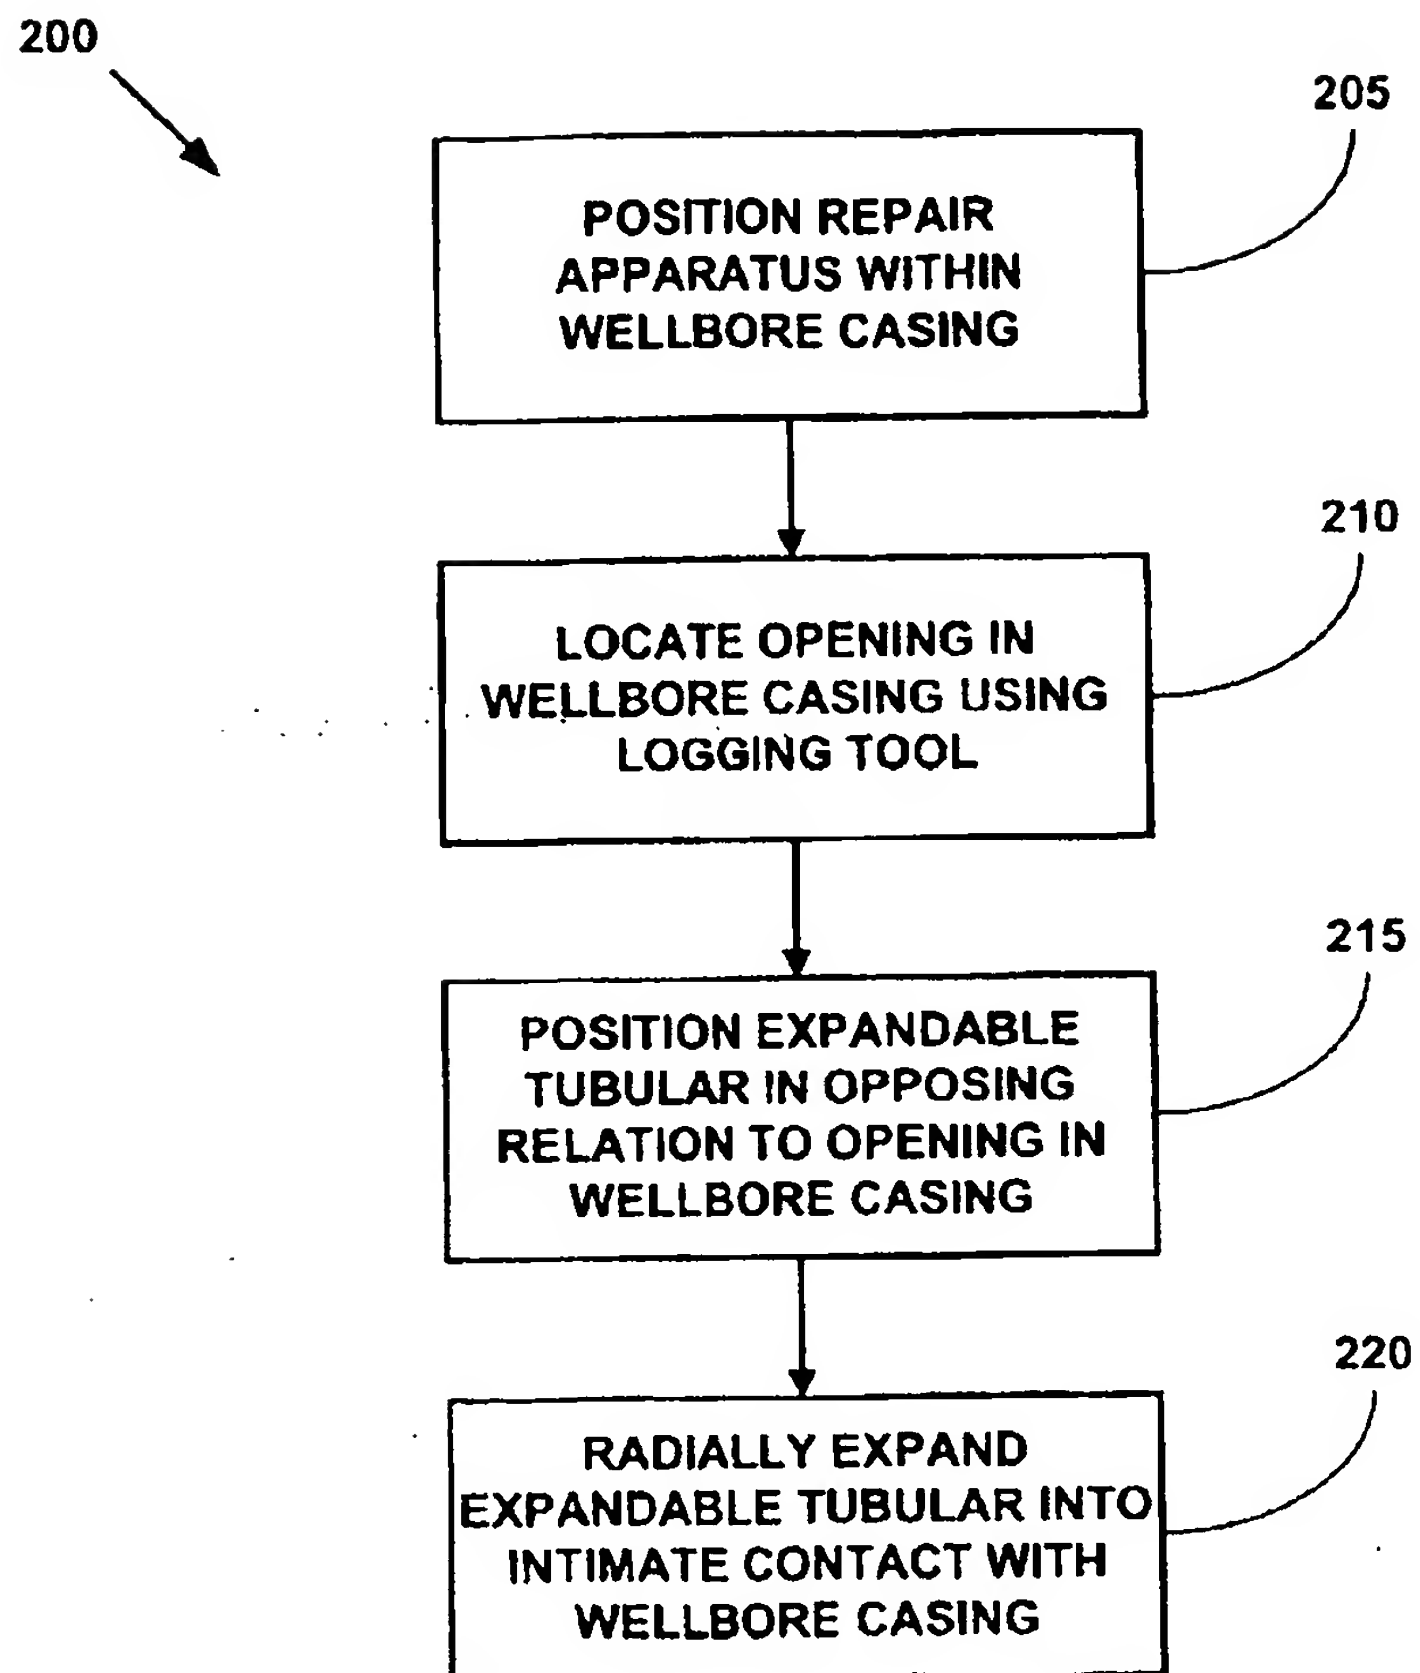 200
205
POSITION REPAIR
APPARATUS WITHIN
WELLBORE CASING
210
LOCATE OPENING IN
WELLBORE CASING USING
LOGGING TOOL
215
POSITION EXPANDABLE
TUBULAR IN OPPOSING
RELATION TO OPENING IN
WELLBORE CASING
220
RADIALLY EXPAND
EXPANDABLE TUBULAR INTO
INTIMATE CONTACT WITH
WELLBORE CASING